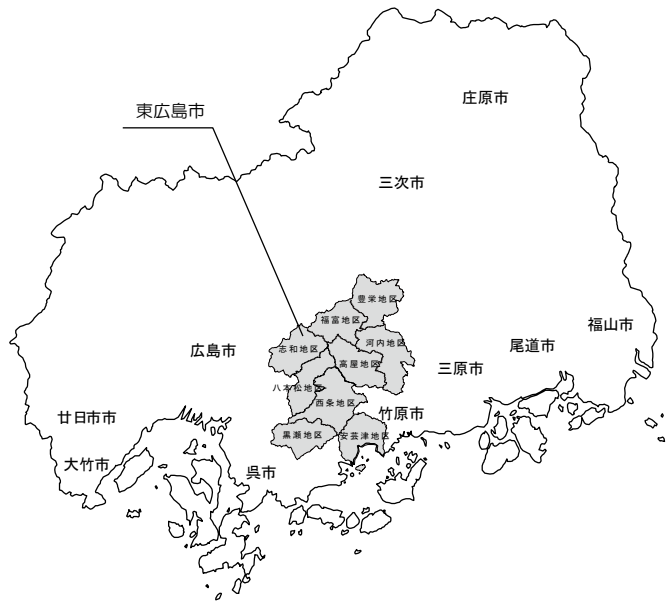 庄原市
東広島市
三次市
豊栄地区
福富地区
福山市
河内地区
尾道市
志和地区
広島市
高屋地区
三原市
八本松地区
西条地区
竹原市
廿日市市
黒瀬地区
安芸津地区
大竹市
呉市